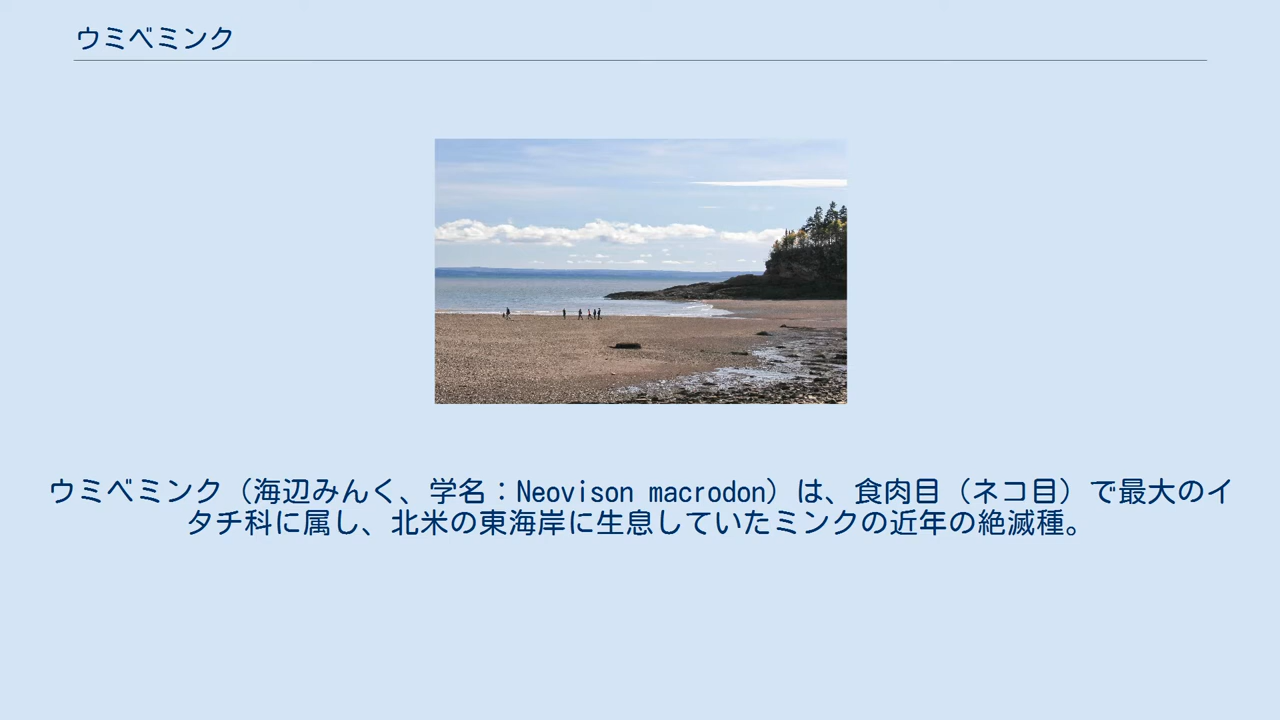 ウミベミンク
ウミベミンク（海辺みんく、学名：Neovison macrodon）は、食肉目（ネコ目）で最大のイ
タチ科に属し、北米の東海岸に生息していたミンクの近年の絶滅種。